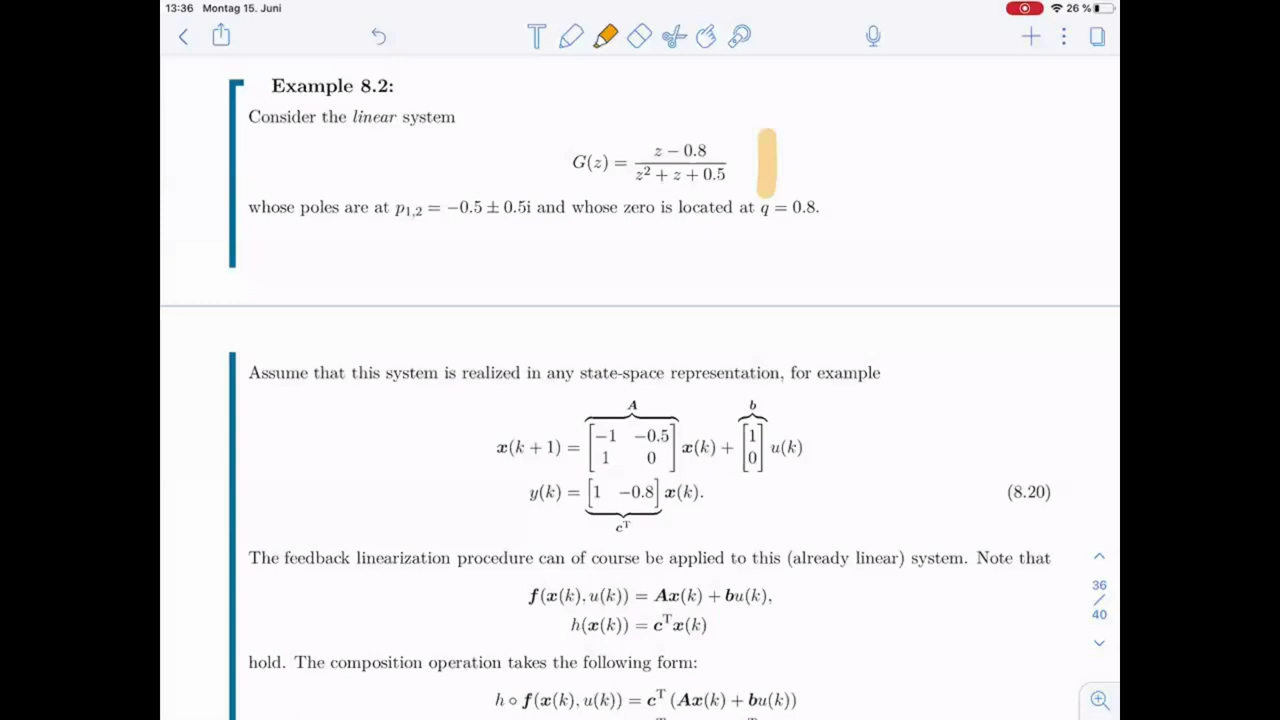 13:36 Montag 15. Juni 26 %
Example 8.2:
Consider the linear system
G(z) = (z − 0.8) / (z² + z + 0.5)
whose poles are at p₁,₂ = −0.5 ± 0.5i and whose zero is located at q = 0.8.
Assume that this system is realized in any state-space representation, for example
A b
x(k + 1) = [−1 −0.5; 1 0] x(k) + [1; 0] u(k)
y(k) = [1 −0.8] x(k). (8.20)
cᵀ
The feedback linearization procedure can of course be applied to this (already linear) system. Note that
f(x(k), u(k)) = Ax(k) + bu(k),
h(x(k)) = cᵀx(k)
hold. The composition operation takes the following form:
h ∘ f(x(k), u(k)) = cᵀ (Ax(k) + bu(k))
36
/
40